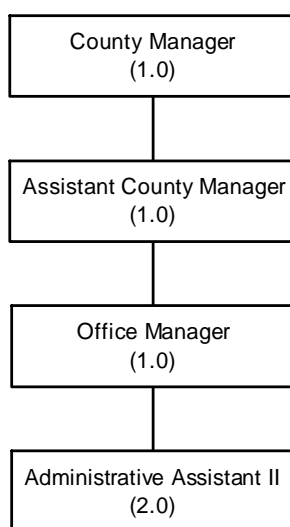 County Manager
(1.0)
Assistant County Manager
(1.0)
Office Manager
(1.0)
Administrative Assistant II
(2.0)